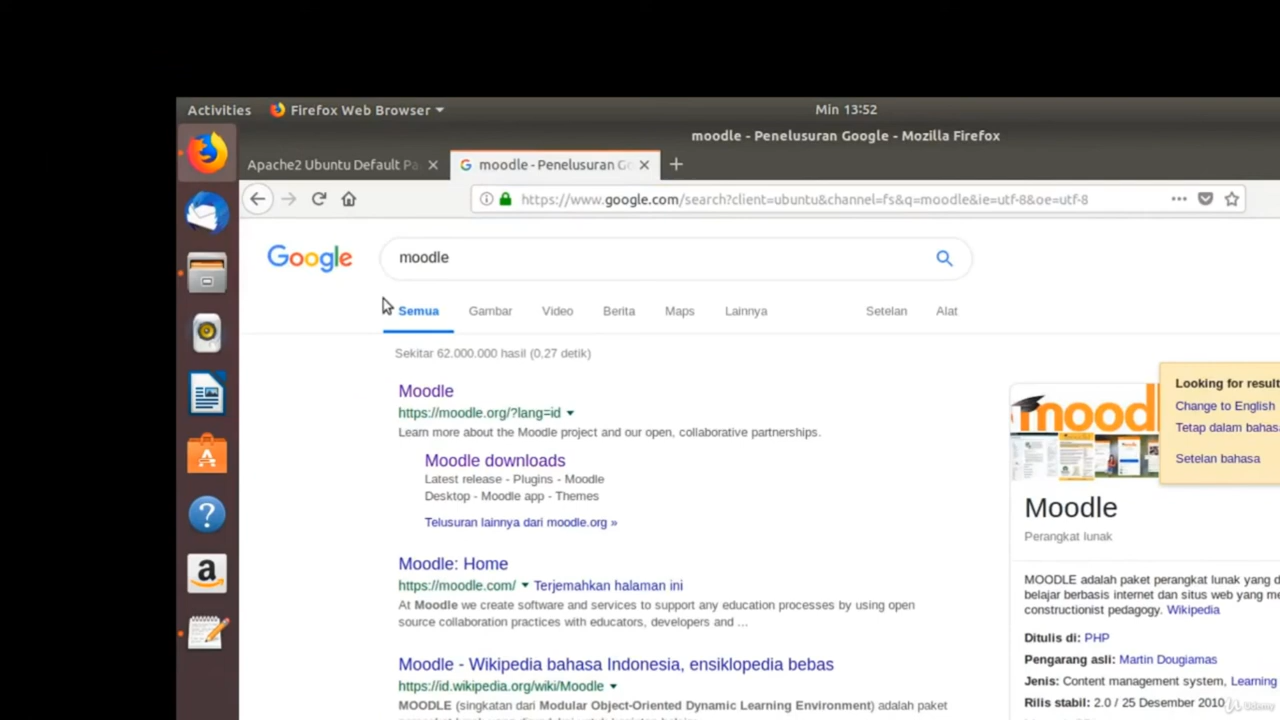 Activities Firefox Web Browser Min 13:52
moodle - Penelusuran Google - Mozilla Firefox
Apache2 Ubuntu Default Pa moodle - Penelusuran Go
https://www.google.com/search?client=ubuntu&channel=fs&q=moodle&ie=utf-8&oe=utf-8
Google moodle
Semua Gambar Video Berita Maps Lainnya Setelan Alat
Sekitar 62.000.000 hasil (0,27 detik)
Moodle
https://moodle.org/?lang=id
Learn more about the Moodle project and our open, collaborative partnerships.
Moodle downloads
Latest release - Plugins - Moodle
Desktop - Moodle app - Themes
Telusuran lainnya dari moodle.org »
Moodle: Home
https://moodle.com/ Terjemahkan halaman ini
At Moodle we create software and services to support any education processes by using open
source collaboration practices with educators, developers and ...
Moodle - Wikipedia bahasa Indonesia, ensiklopedia bebas
https://id.wikipedia.org/wiki/Moodle
MOODLE (singkatan dari Modular Object-Oriented Dynamic Learning Environment) adalah paket
mood
Looking for result
Change to English
Tetap dalam bahas
Setelan bahasa
Moodle
Perangkat lunak
MOODLE adalah paket perangkat lunak yang d
belajar berbasis internet dan situs web yang me
constructionist pedagogy. Wikipedia
Ditulis di: PHP
Pengarang asli: Martin Dougiamas
Jenis: Content management system, Learning
Rilis stabil: 2.0 / 25 Desember 2010
Udemy